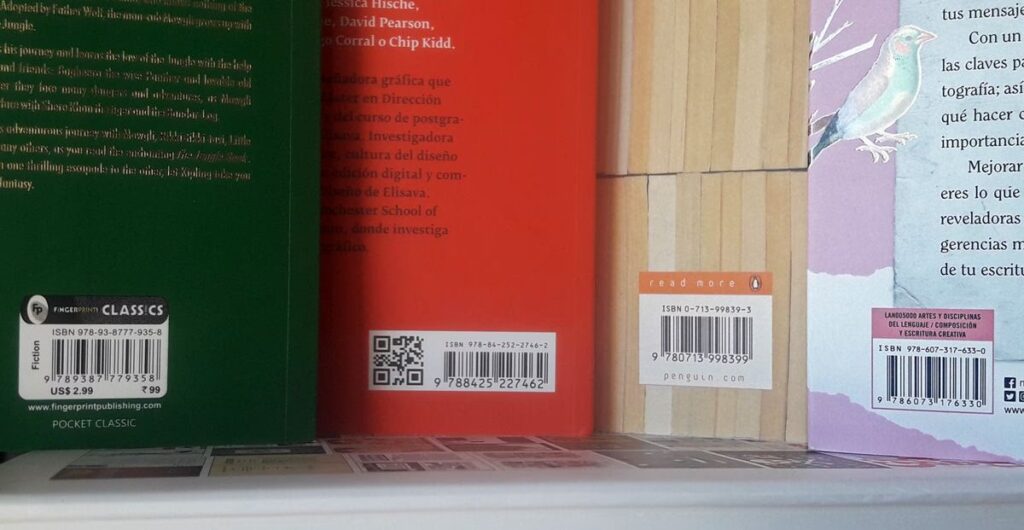 Adopted by Father Wolf, the man-cub Mowgli grows up with
Jungle.
his journey and learns the law of the Jungle with the help
and friends: Bagheera the wise Panther and lovable old
they face many dangers and adventures, as Mowgli
face with Shere Khan the tiger and the Bandar-Log.
adventurous journey with Mowgli, Rikki-tikki-tavi, Little
many others, as you read the enchanting The Jungle Book.
one thrilling escapade to the other, let Kipling take you
fantasy.
FP FINGERPRINT! CLASSICS
ISBN 978-93-8777-935-8
Fiction
9 789387 779358
US$ 2.99 ₹ 99
www.fingerprintpublishing.com
POCKET CLASSIC
Jessica Hische,
David Pearson,
Corral o Chip Kidd.
gráfica que
en Dirección
del curso de postgra-
Investigadora
cultura del diseño
edición digital y com-
de Elisava.
School of
donde investiga
ISBN 978-84-252-2746-2
9 788425 227462
read more
ISBN 0-713-99839-3
9 780713 998399
penguin.com
tus mensaje
Con un
las claves pa
tografía; así
qué hacer c
importancia
Mejorar
eres lo que
reveladoras
gerencias m
de tu escritu
LAN005000 ARTES Y DISCIPLINAS
DEL LENGUAJE / COMPOSICIÓN
Y ESCRITURA CREATIVA
ISBN 978-607-317-633-0
9 786073 176330